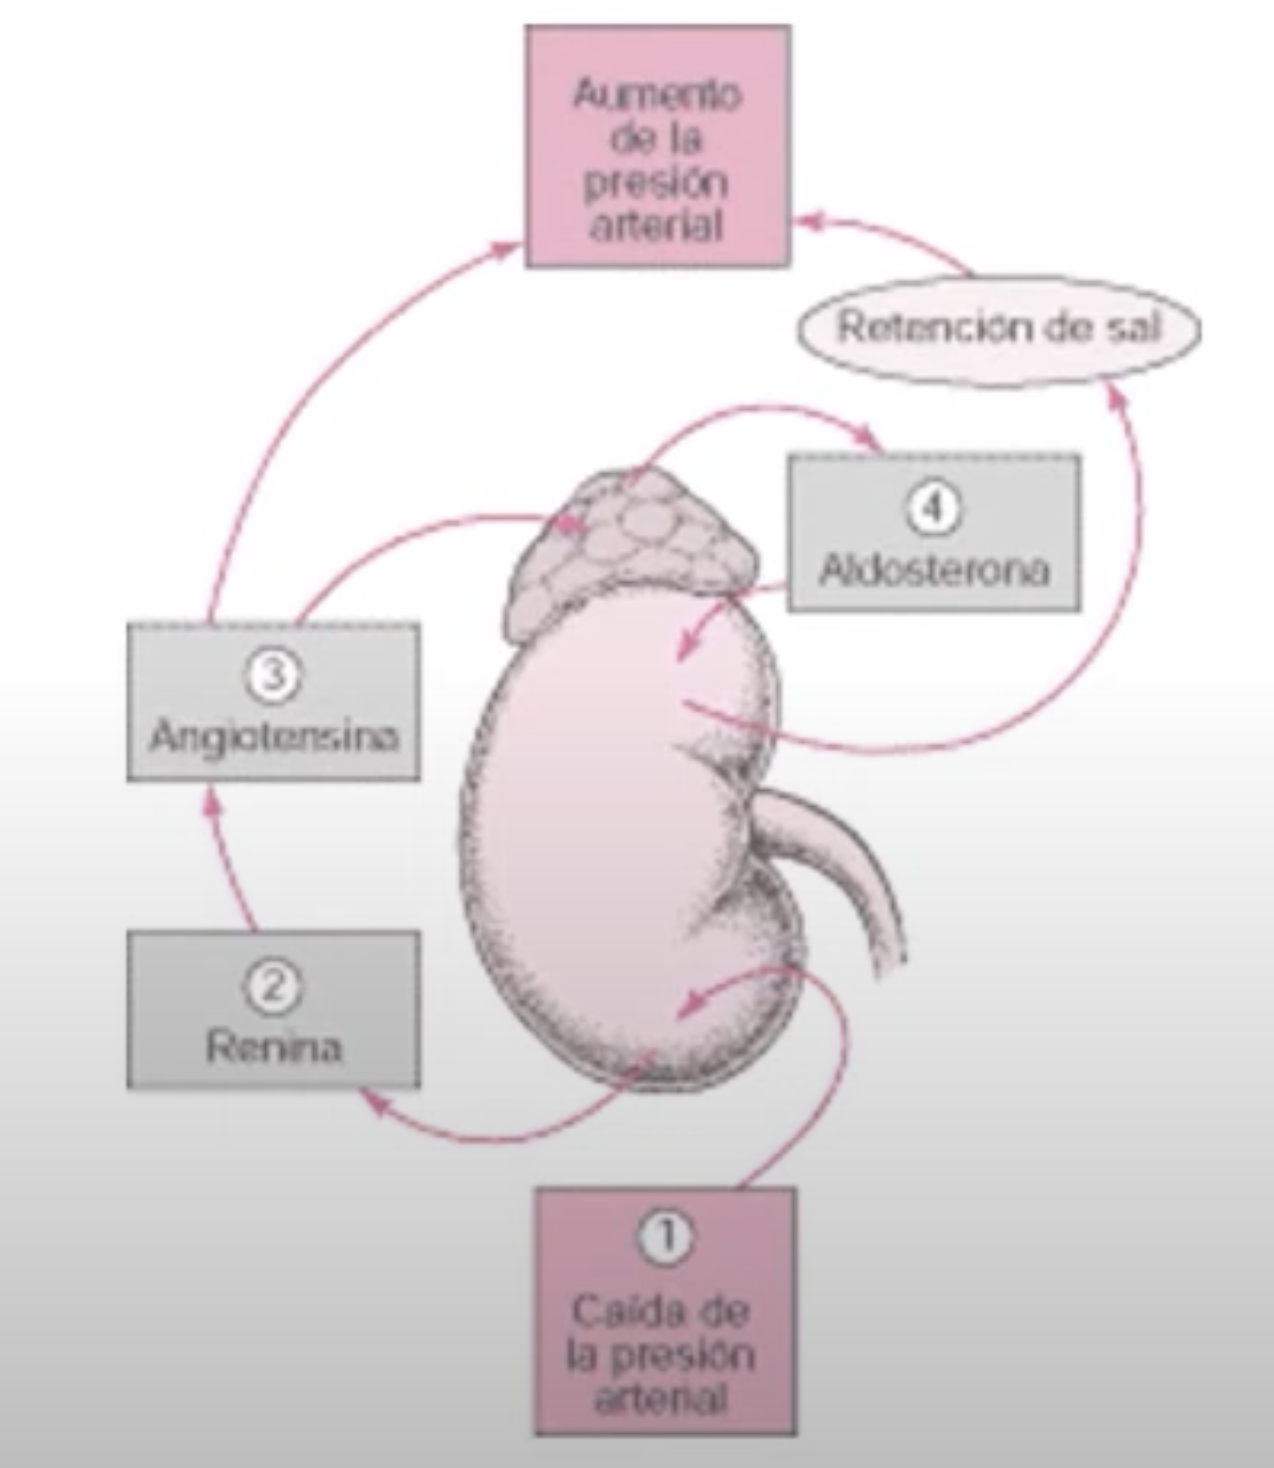 Aumento
de la
presión
arterial
Retención de sal
4
Aldosterona
3
Angiotensina
2
Renina
1
Caída de
la presión
arterial